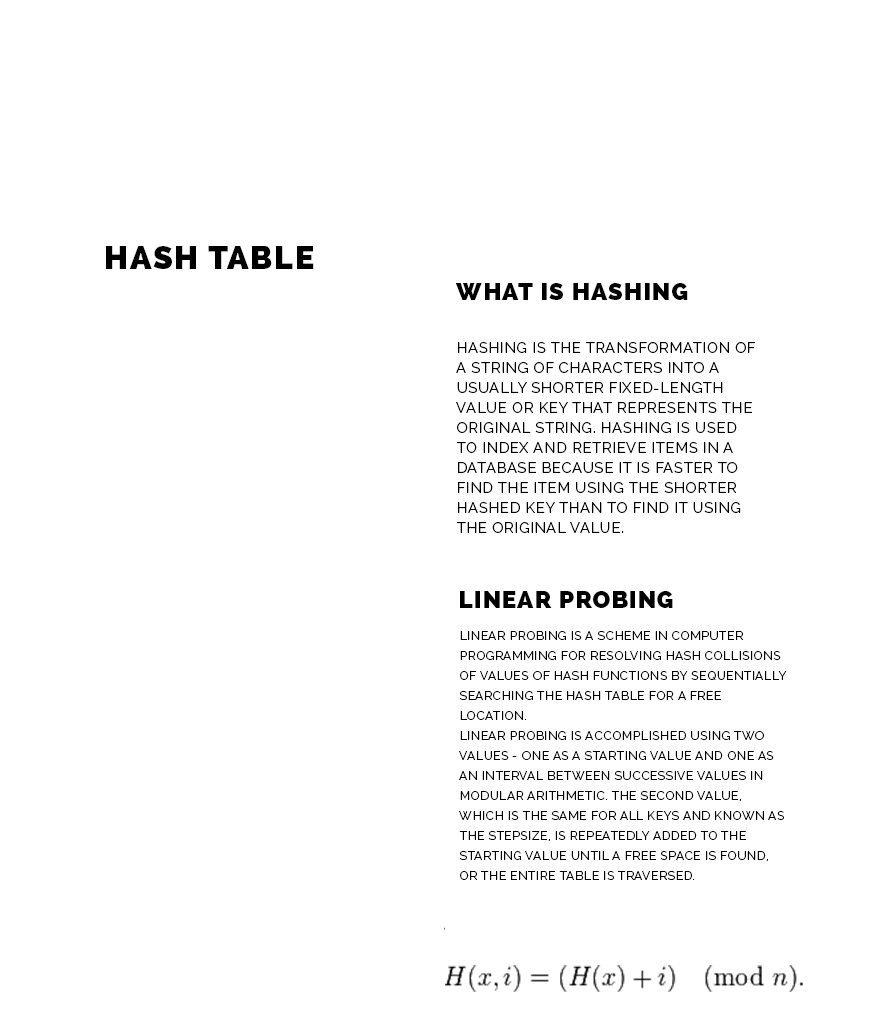 HASH TABLE
WHAT IS HASHING
HASHING IS THE TRANSFORMATION OF
A STRING OF CHARACTERS INTO A
USUALLY SHORTER FIXED-LENGTH
VALUE OR KEY THAT REPRESENTS THE
ORIGINAL STRING. HASHING IS USED
TO INDEX AND RETRIEVE ITEMS IN A
DATABASE BECAUSE IT IS FASTER TO
FIND THE ITEM USING THE SHORTER
HASHED KEY THAN TO FIND IT USING
THE ORIGINAL VALUE.
LINEAR PROBING
LINEAR PROBING IS A SCHEME IN COMPUTER
PROGRAMMING FOR RESOLVING HASH COLLISIONS
OF VALUES OF HASH FUNCTIONS BY SEQUENTIALLY
SEARCHING THE HASH TABLE FOR A FREE
LOCATION.
LINEAR PROBING IS ACCOMPLISHED USING TWO
VALUES - ONE AS A STARTING VALUE AND ONE AS
AN INTERVAL BETWEEN SUCCESSIVE VALUES IN
MODULAR ARITHMETIC. THE SECOND VALUE,
WHICH IS THE SAME FOR ALL KEYS AND KNOWN AS
THE STEPSIZE, IS REPEATEDLY ADDED TO THE
STARTING VALUE UNTIL A FREE SPACE IS FOUND,
OR THE ENTIRE TABLE IS TRAVERSED.
H(x, i) = (H(x) + i) (mod n).